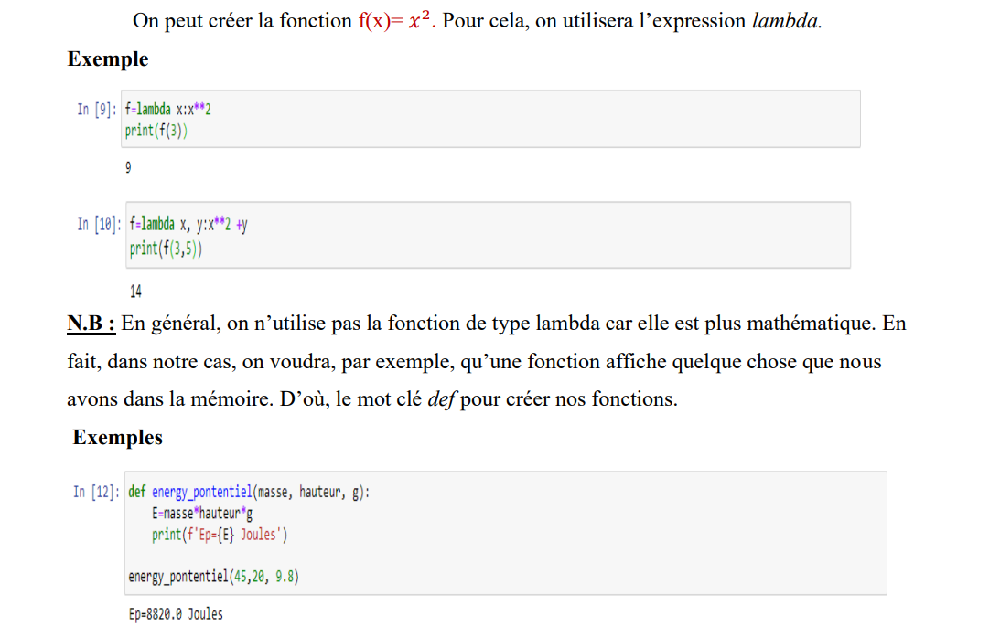 On peut créer la fonction f(x)= x². Pour cela, on utilisera l’expression lambda.
Exemple
In [9]: f=lambda x:x**2
print(f(3))
9
In [10]: f=lambda x, y:x**2 +y
print(f(3,5))
14
N.B : En général, on n’utilise pas la fonction de type lambda car elle est plus mathématique. En
fait, dans notre cas, on voudra, par exemple, qu’une fonction affiche quelque chose que nous
avons dans la mémoire. D’où, le mot clé def pour créer nos fonctions.
Exemples
In [12]: def energy_pontentiel(masse, hauteur, g):
E=masse*hauteur*g
print(f'Ep={E} Joules')
energy_pontentiel(45,20, 9.8)
Ep=8820.0 Joules